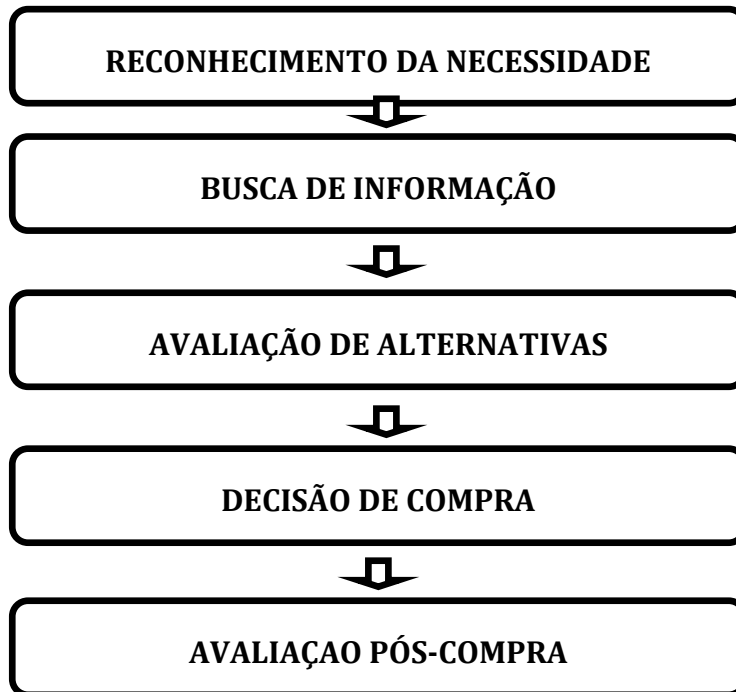 RECONHECIMENTO DA NECESSIDADE
BUSCA DE INFORMAÇÃO
AVALIAÇÃO DE ALTERNATIVAS
DECISÃO DE COMPRA
AVALIAÇAO PÓS-COMPRA